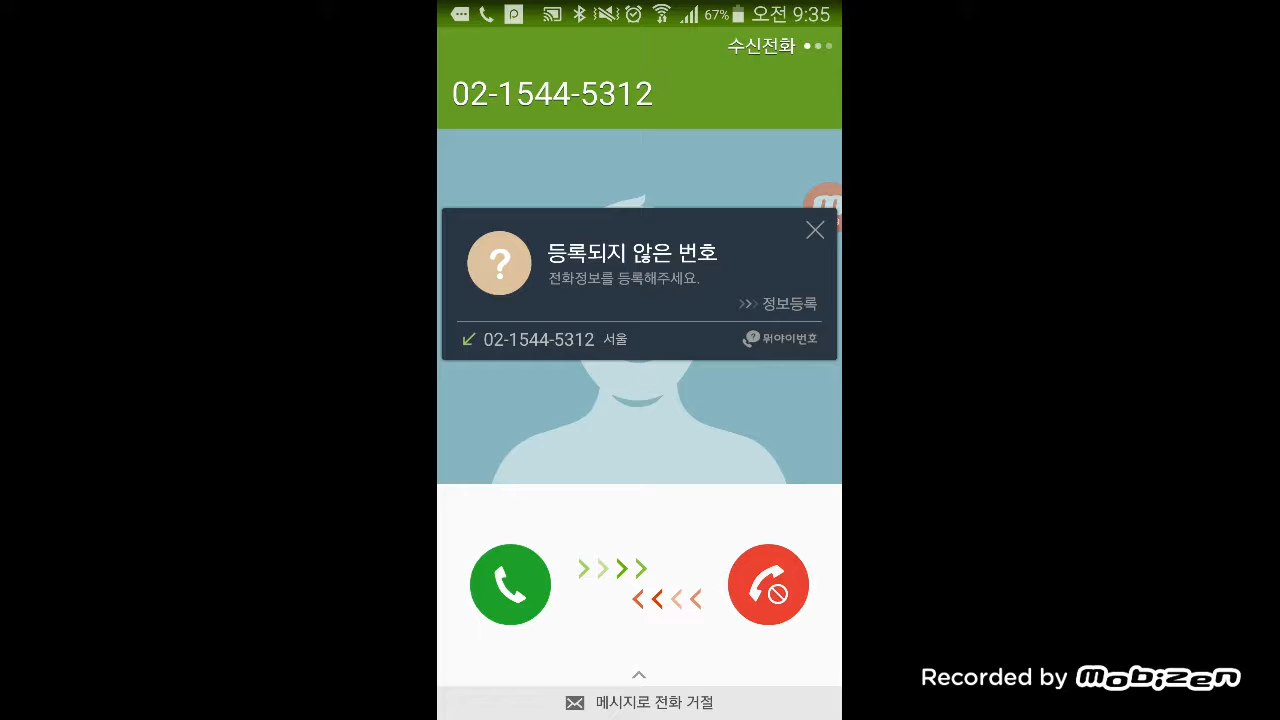 67% 오전 9:35
수신전화
02-1544-5312
?
등록되지 않은 번호
전화정보를 등록해주세요.
>>> 정보등록
02-1544-5312 서울
뭐야이번호
메시지로 전화 거절
Recorded by mobizen